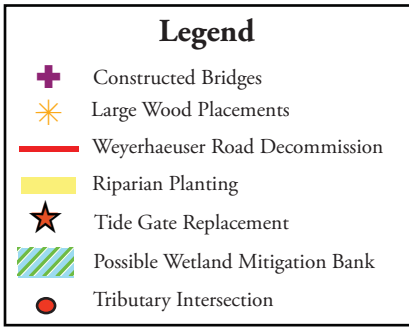 Legend
Constructed Bridges
Large Wood Placements
Weyerhaeuser Road Decommission
Riparian Planting
Tide Gate Replacement
Possible Wetland Mitigation Bank
Tributary Intersection